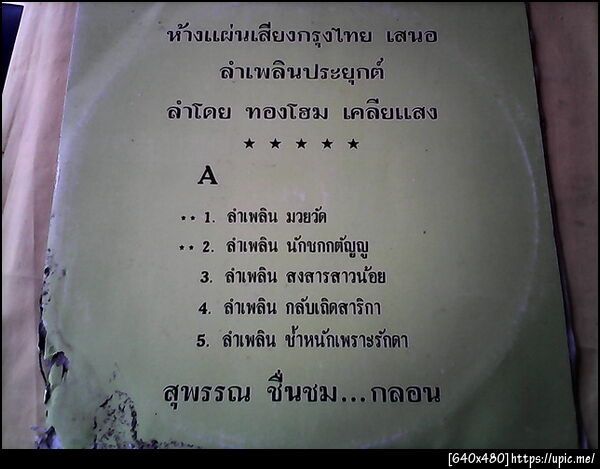 ห้างแผ่นเสียงกรุงไทย เสนอ
ลำเพลินประยุกต์
ลำโดย ทองโฮม เคลียแสง
★ ★ ★ ★ ★
A
** 1. ลำเพลิน มวยวัด
** 2. ลำเพลิน นักชกกตัญญู
3. ลำเพลิน สงสารสาวน้อย
4. ลำเพลิน กลับเถิดสาริกา
5. ลำเพลิน ช้ำหนักเพราะรักดา
สุพรรณ ชื่นชม...กลอน
[640x480]https://upic.me/